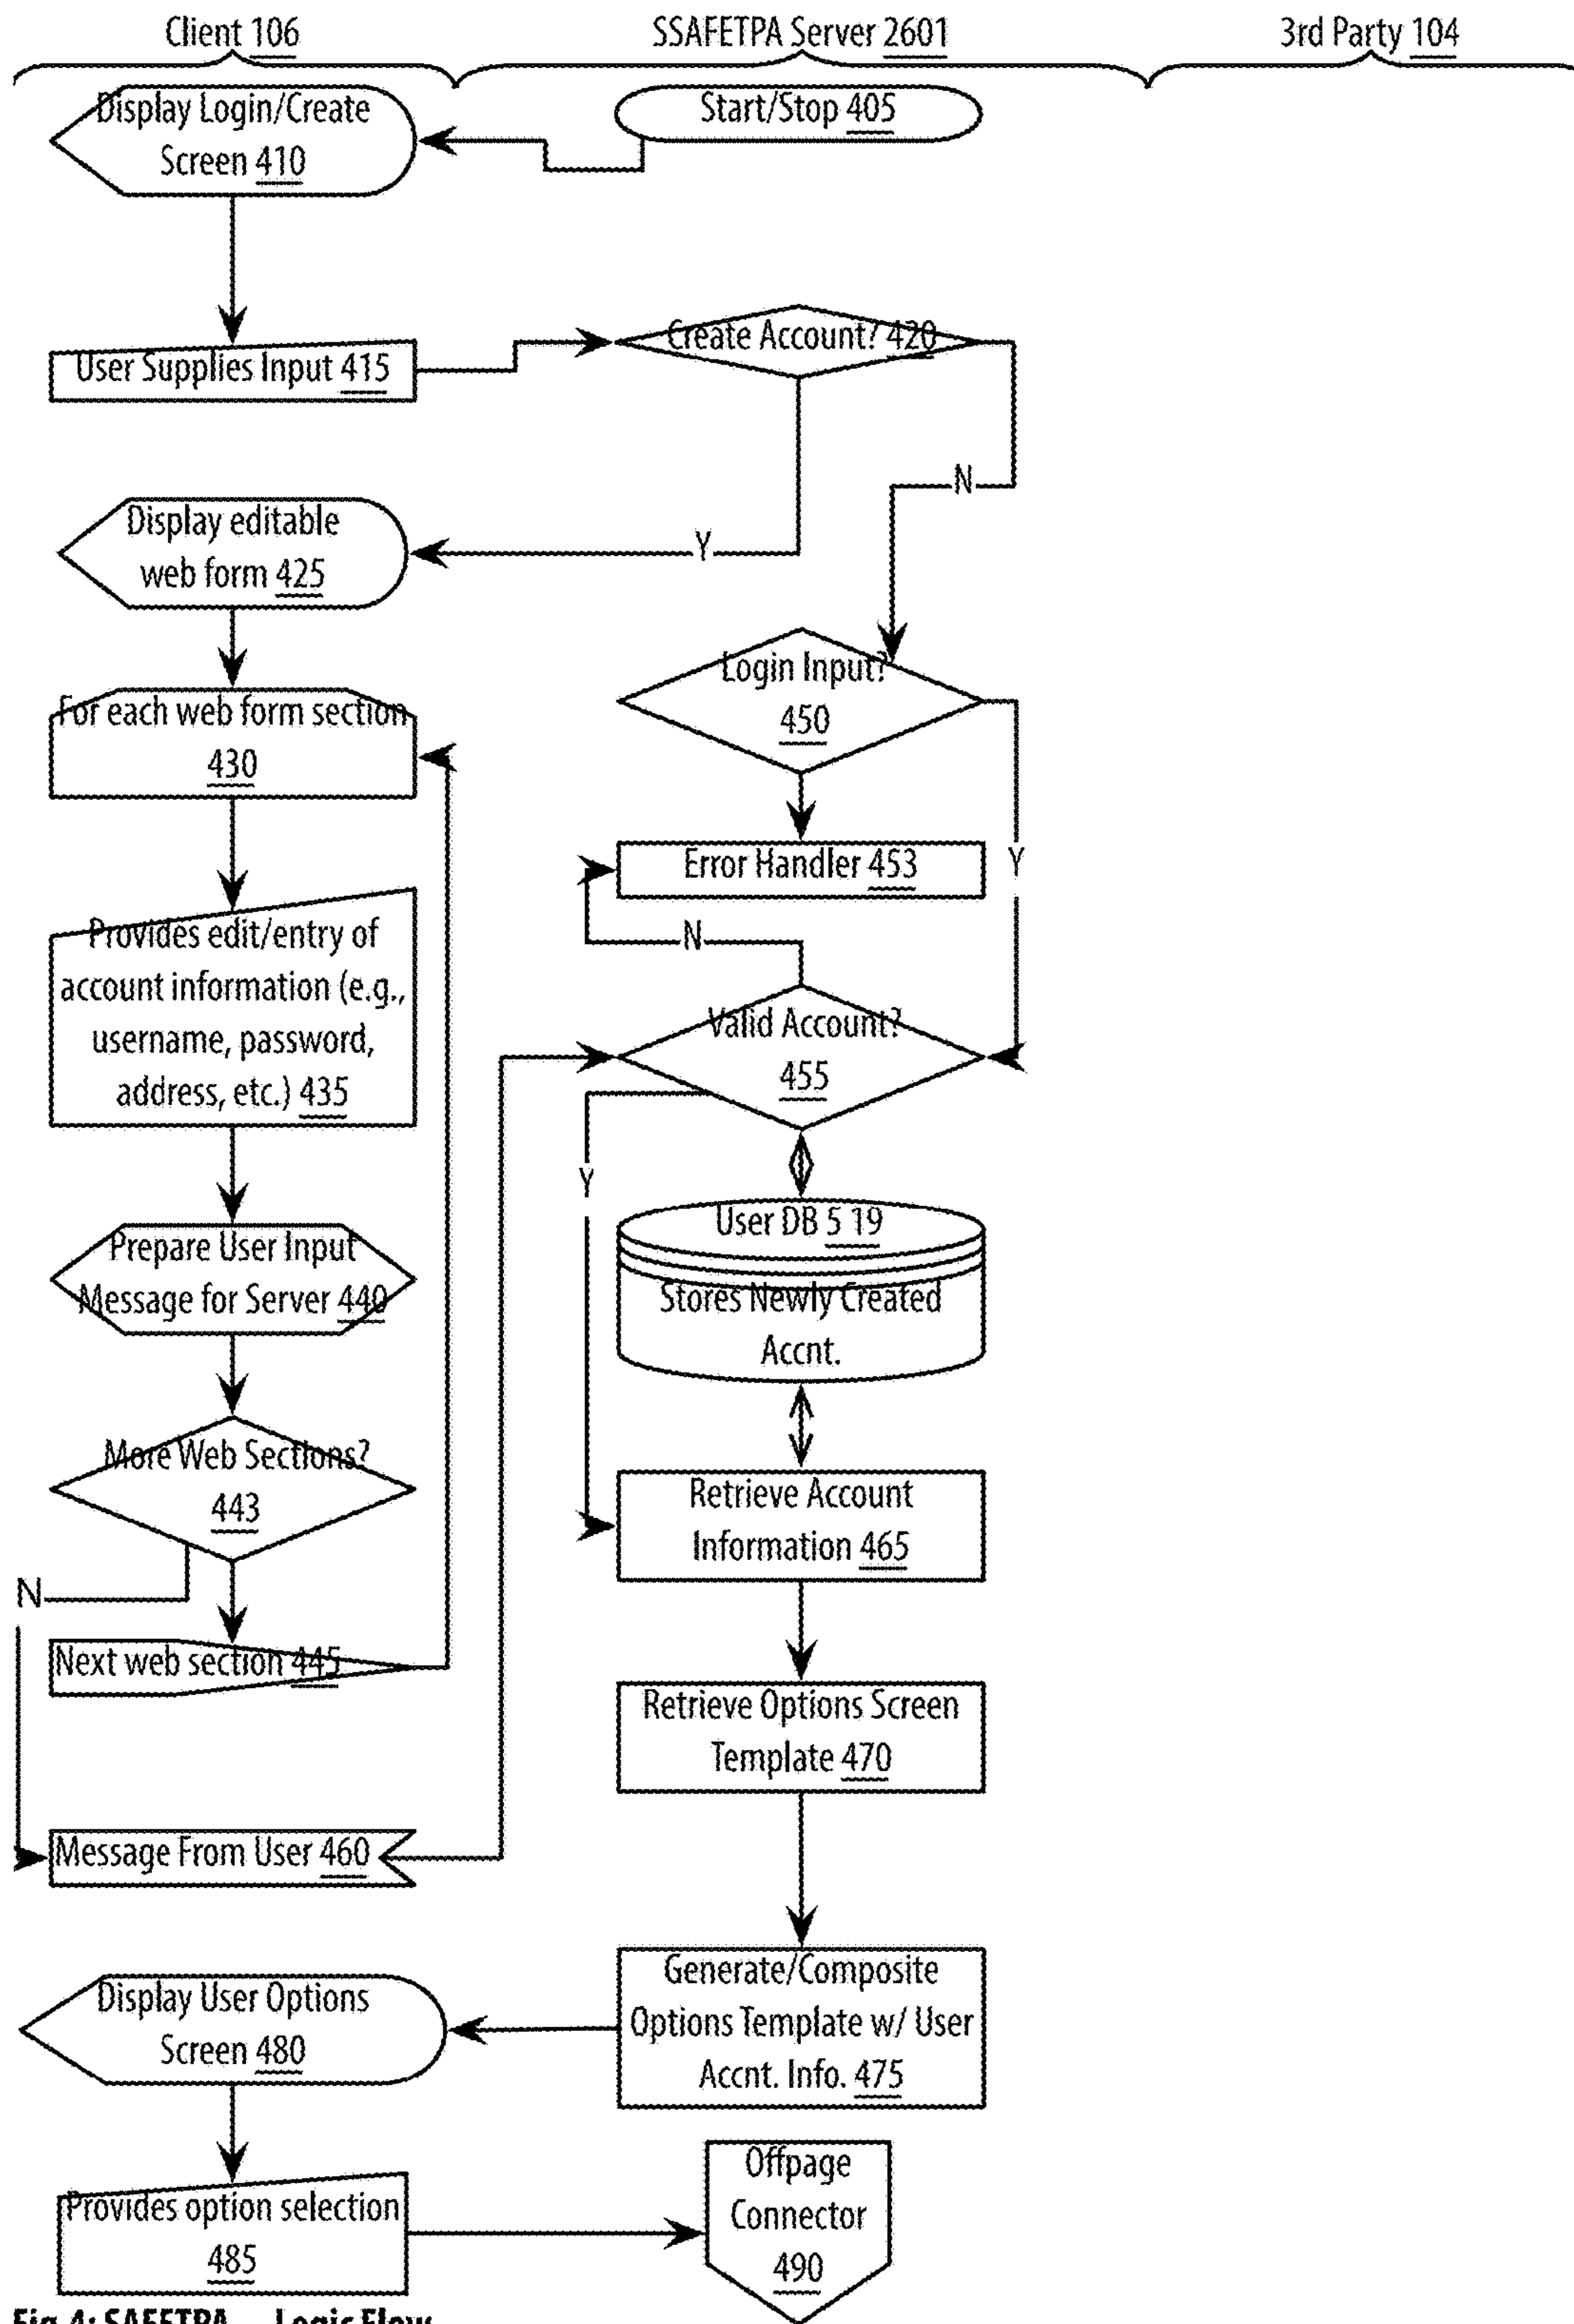 Client 106
SSAFETPA Server 2601
3rd Party 104
Display Login/Create
Screen 410
Start/Stop 405
User Supplies Input 415
Create Account? 420
N
Y
Display editable
web form 425
Login Input?
450
For each web form section
430
Error Handler 453
Y
N
Provides edit/entry of
account information (e.g.,
username, password,
address, etc.) 435
Valid Account?
455
Y
User DB 5 19
Stores Newly Created
Accnt.
Prepare User Input
Message for Server 440
More Web Sections?
443
N
Retrieve Account
Information 465
Next web section 445
Retrieve Options Screen
Template 470
Message From User 460
Generate/Composite
Options Template w/ User
Accnt. Info. 475
Display User Options
Screen 480
Provides option selection
485
Offpage
Connector
490
Fig 4: SAFETPA Logic Flow